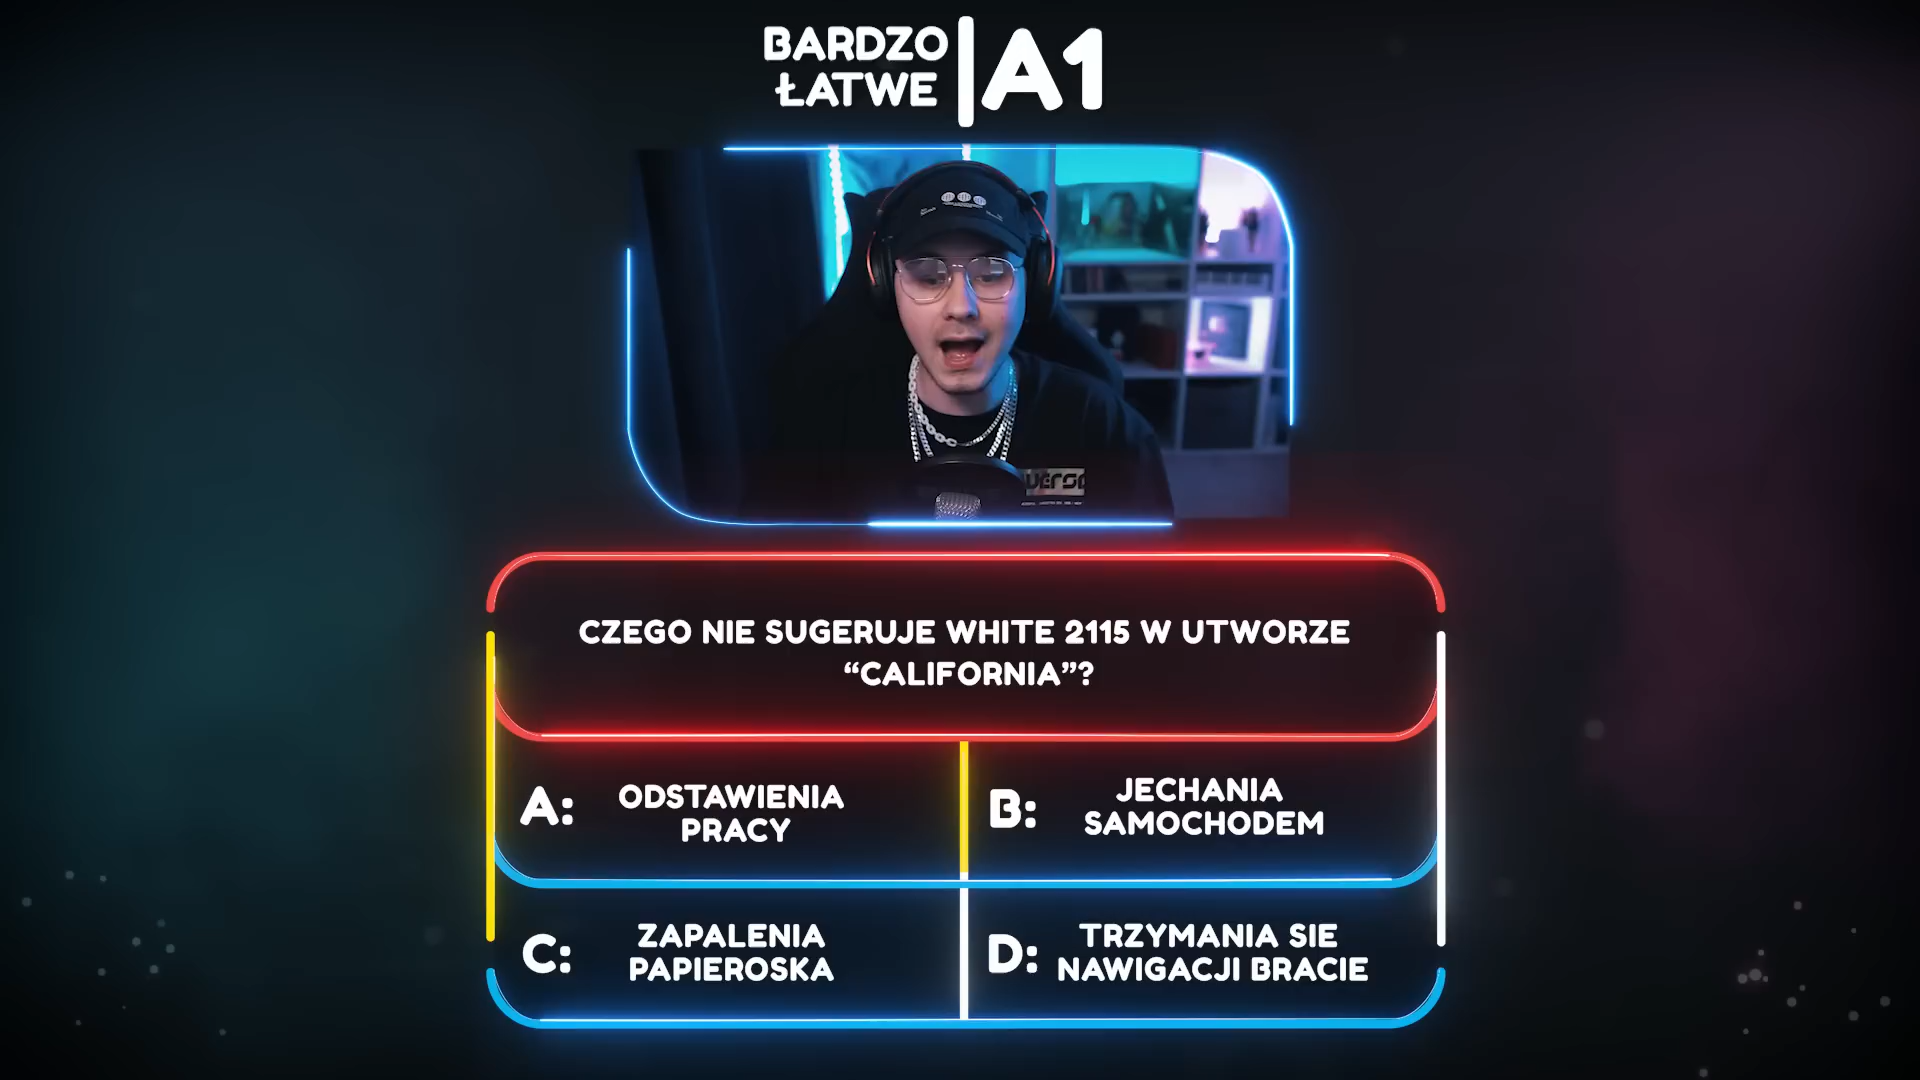 BARDZO
ŁATWE
A1
CZEGO NIE SUGERUJE WHITE 2115 W UTWORZE
“CALIFORNIA”?
A: ODSTAWIENIA
PRACY
B: JECHANIA
SAMOCHODEM
C: ZAPALENIA
PAPIEROSKA
D: TRZYMANIA SIE
NAWIGACJI BRACIE